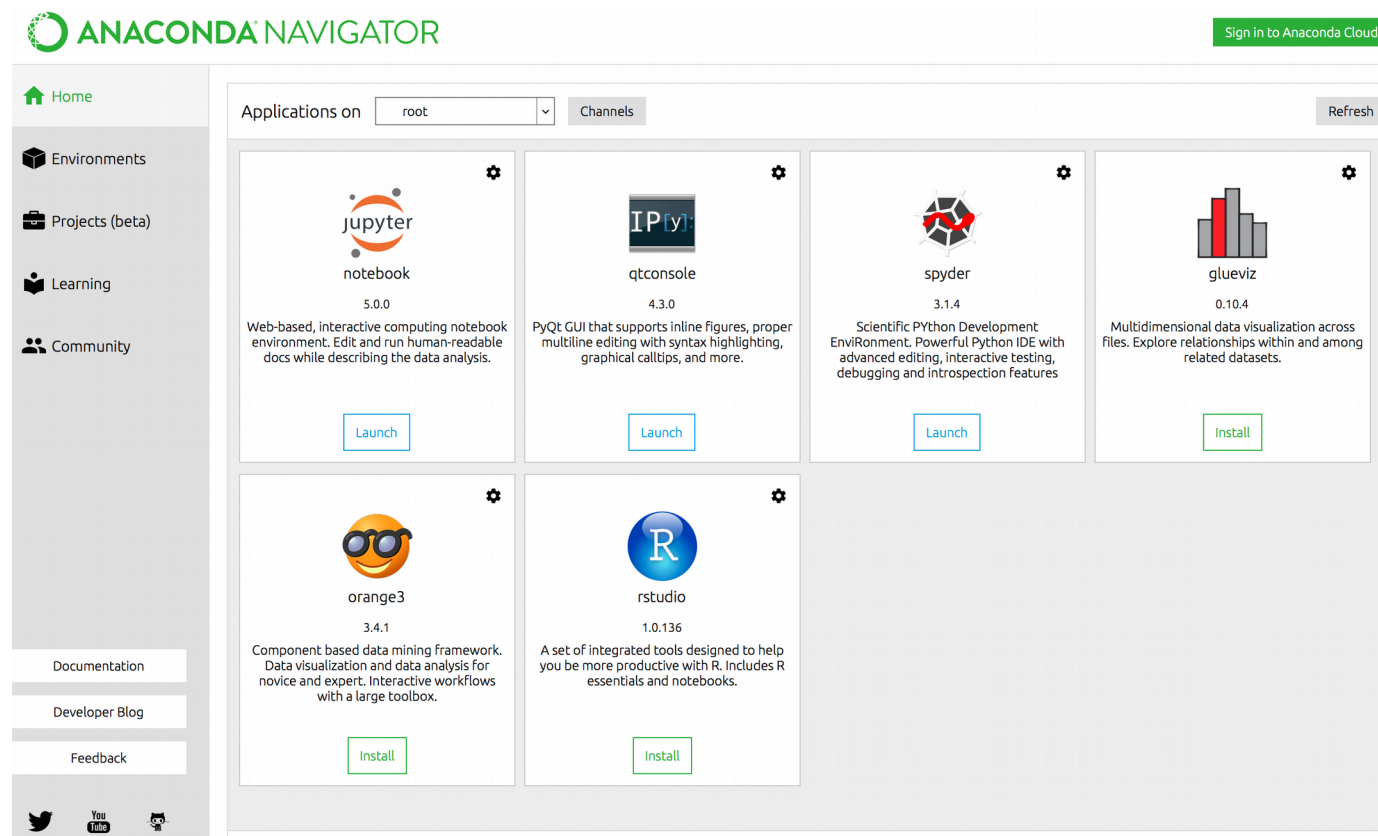 ANACONDA NAVIGATOR
Sign in to Anaconda Cloud
Home
Environments
Projects (beta)
Learning
Community
Documentation
Developer Blog
Feedback
You
Tube
Applications on
root
Channels
Refresh
jupyter
notebook
5.0.0
Web-based, interactive computing notebook
environment. Edit and run human-readable
docs while describing the data analysis.
Launch
IP[y]:
qtconsole
4.3.0
PyQt GUI that supports inline figures, proper
multiline editing with syntax highlighting,
graphical calltips, and more.
Launch
spyder
3.1.4
Scientific PYthon Development
EnviRonment. Powerful Python IDE with
advanced editing, interactive testing,
debugging and introspection features
Launch
glueviz
0.10.4
Multidimensional data visualization across
files. Explore relationships within and among
related datasets.
Install
orange3
3.4.1
Component based data mining framework.
Data visualization and data analysis for
novice and expert. Interactive workflows
with a large toolbox.
Install
R
rstudio
1.0.136
A set of integrated tools designed to help
you be more productive with R. Includes R
essentials and notebooks.
Install